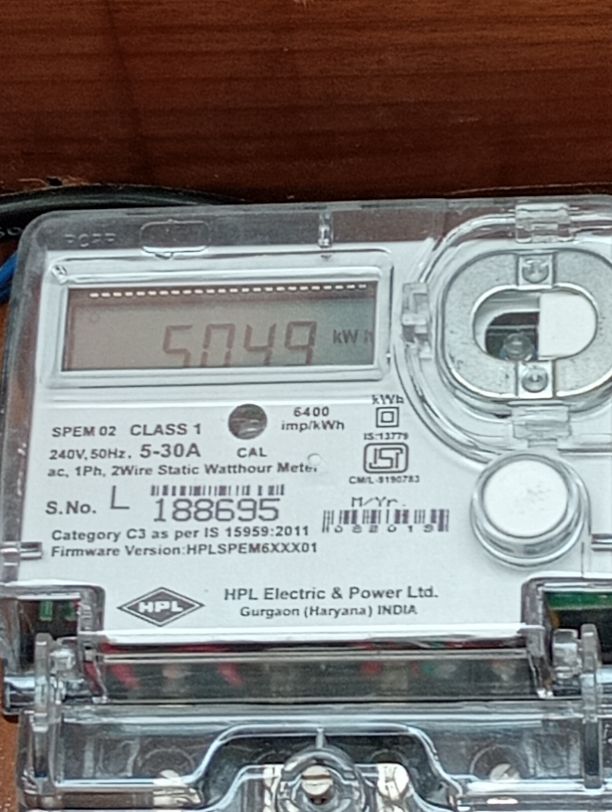 5049 kWh
SPEM 02 CLASS 1
240V, 50Hz. 5-30A
CAL
6400
imp/kWh
kWh
IS:13779
ac, 1Ph, 2Wire Static Watthour Meter
CM/L-9190783
S.No. L 188695
M/Yr.
082019
Category C3 as per IS 15959:2011
Firmware Version:HPLSPEM6XXX01
HPL
HPL Electric & Power Ltd.
Gurgaon (Haryana) INDIA